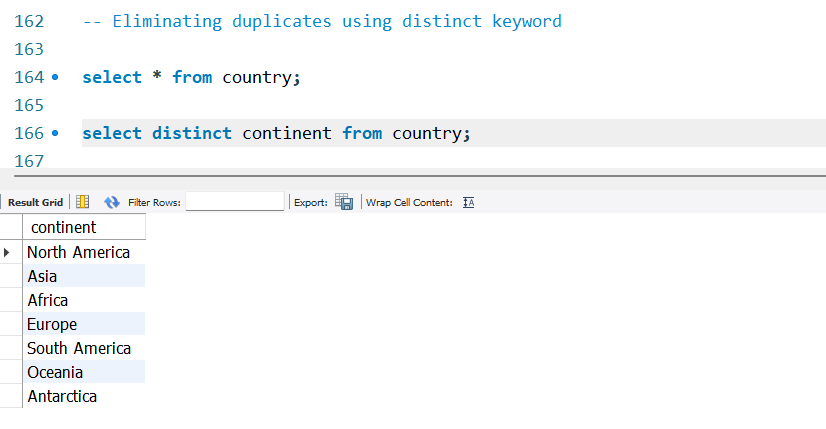 162 -- Eliminating duplicates using distinct keyword
163
164 select * from country;
165
166 select distinct continent from country;
167
Result Grid Filter Rows: Export: Wrap Cell Content: IA
continent
North America
Asia
Africa
Europe
South America
Oceania
Antarctica